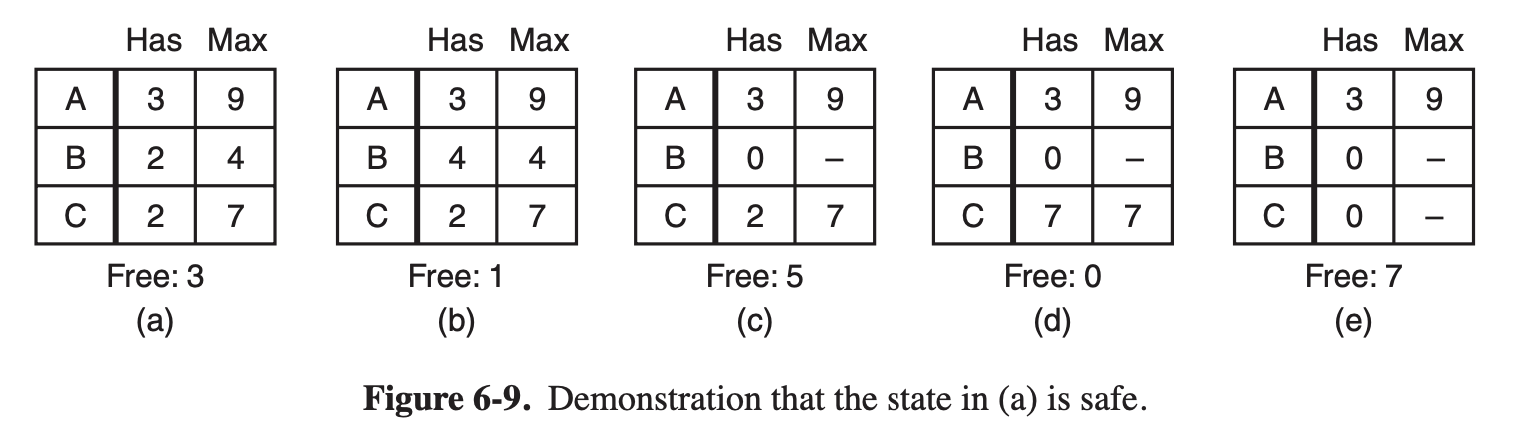 Has Max Has Max Has Max Has Max Has Max
A 3 9 A 3 9 A 3 9 A 3 9 A 3 9
B 2 4 B 4 4 B 0 – B 0 – B 0 –
C 2 7 C 2 7 C 2 7 C 7 7 C 0 –
Free: 3 Free: 1 Free: 5 Free: 0 Free: 7
(a) (b) (c) (d) (e)
Figure 6-9. Demonstration that the state in (a) is safe.